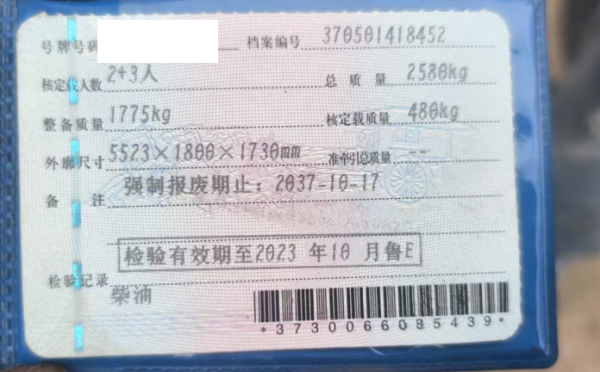 号牌号码 档案编号 370501418452
核定载人数 2+3人 总质量 2580kg
整备质量 1775kg 核定载质量 480kg
外廓尺寸 5523×1800×1730mm 准牵引总质量 --
备注 强制报废期止：2037-10-17
检验有效期至2023 年10 月鲁E
检验记录
柴油
*3730066085439*